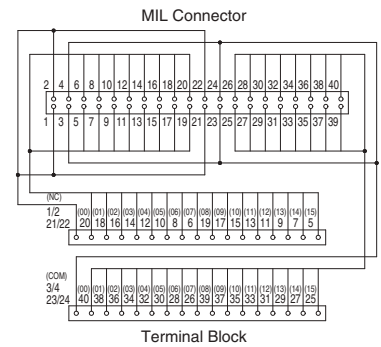 MIL Connector
2 4 6 8 10 12 14 16 18 20 22 24 26 28 30 32 34 36 38 40
1 3 5 7 9 11 13 15 17 19 21 23 25 27 29 31 33 35 37 39
(NC)
(00) (01) (02) (03) (04) (05) (06) (07) (08) (09) (10) (11) (12) (13) (14) (15)
1/2
21/22 20 18 16 14 12 10 8 6 19 17 15 13 11 9 7 5
(COM)
(00) (01) (02) (03) (04) (05) (06) (07) (08) (09) (10) (11) (12) (13) (14) (15)
3/4
23/24 40 38 36 34 32 30 28 26 39 37 35 33 31 29 27 25
Terminal Block